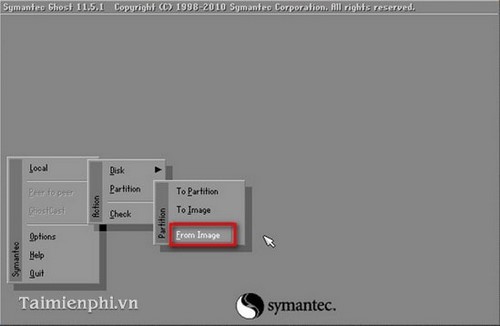 Symantec Ghost 11.5.1 Copyright (C) 1998-2010 Symantec Corporation. All rights reserved.
Local
Peer to peer
GhostCast
Options
Help
Quit
Symantec
Disk
Partition
Check
Action
To Partition
To Image
From Image
Partition
Taimienphi.vn
symantec.